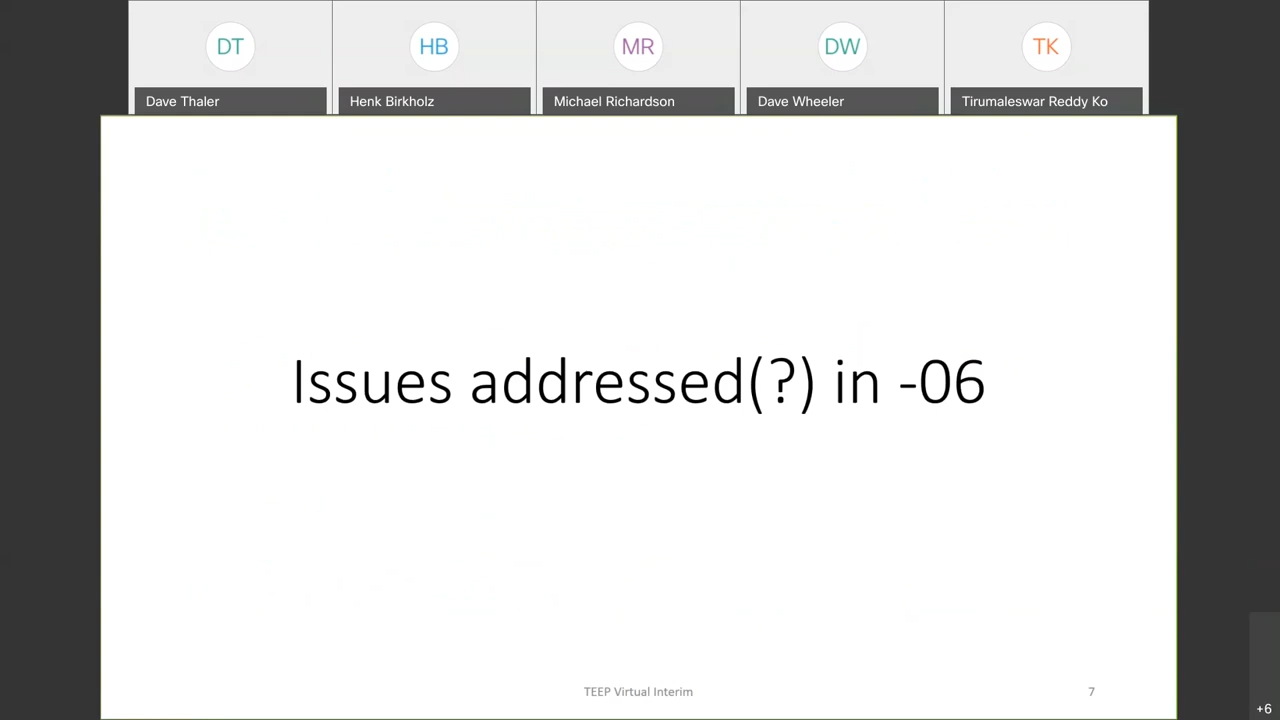 DT
HB
MR
DW
TK
Dave Thaler
Henk Birkholz
Michael Richardson
Dave Wheeler
Tirumaleswar Reddy Ko
Issues addressed(?) in -06
TEEP Virtual Interim
7
+6